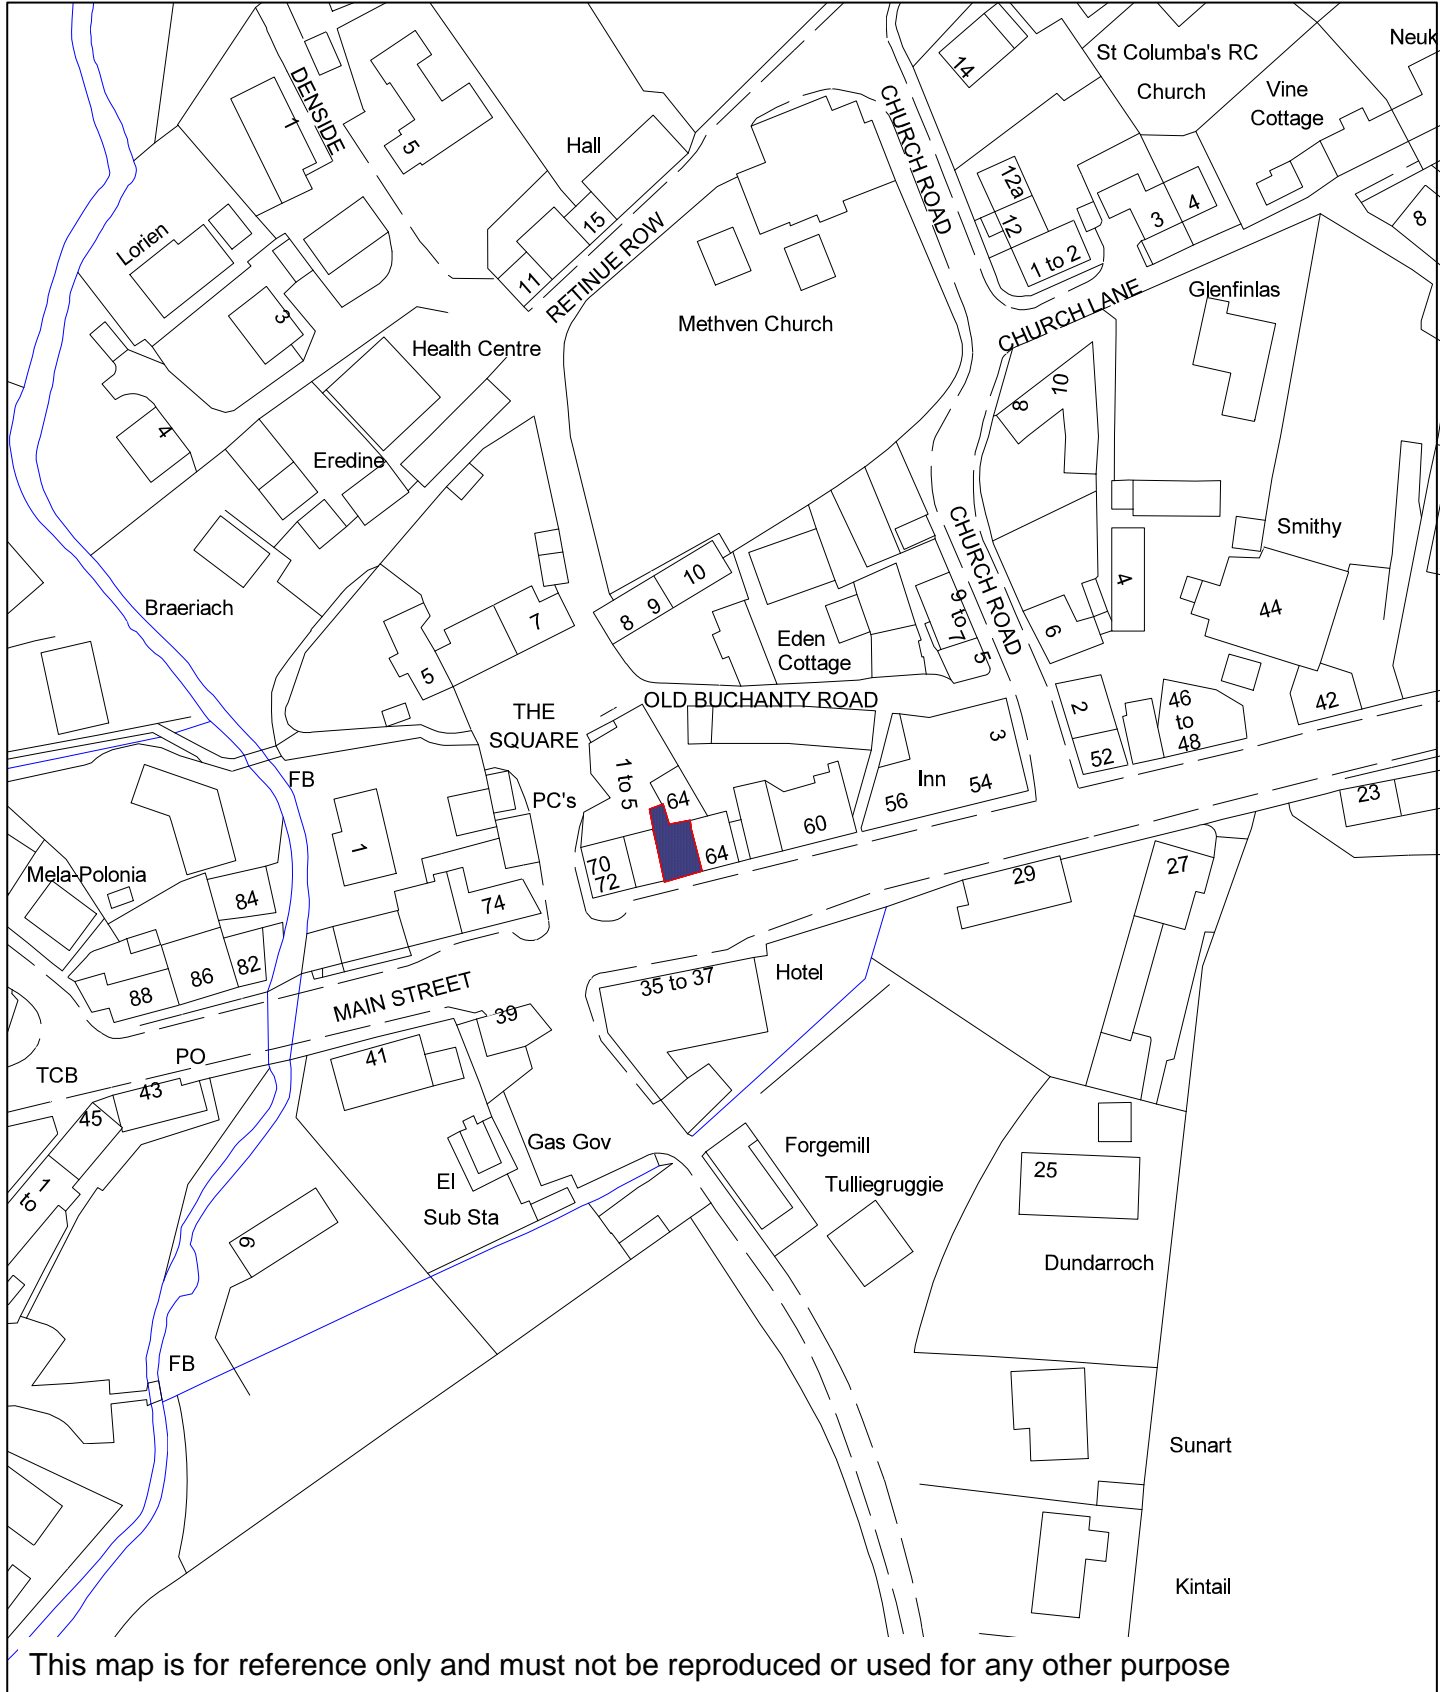 Neuk
St Columba's RC
Church
14
Vine
Cottage
DENSIDE
1
5
Hall
CHURCH ROAD
12a
12
1 to 2
3
4
8
15
11
RETINUE ROW
Lorien
3
Methven Church
CHURCH LANE
Glenfinlas
Health Centre
8
10
4
Eredine
CHURCH ROAD
Smithy
4
44
10
9
8
7
5
Braeriach
9 to 7
5
6
Eden
Cottage
OLD BUCHANTY ROAD
THE
SQUARE
2
52
46
to
48
42
3
Inn
54
56
FB
PC's
1 to 5
64
60
23
1
70
72
64
29
27
Mela-Polonia
84
74
82
86
88
MAIN STREET
35 to 37
Hotel
39
41
PO
TCB
43
45
1
to
Gas Gov
El
Sub Sta
Forgemill
Tulliegruggie
25
Dundarroch
9
FB
Sunart
Kintail
This map is for reference only and must not be reproduced or used for any other purpose